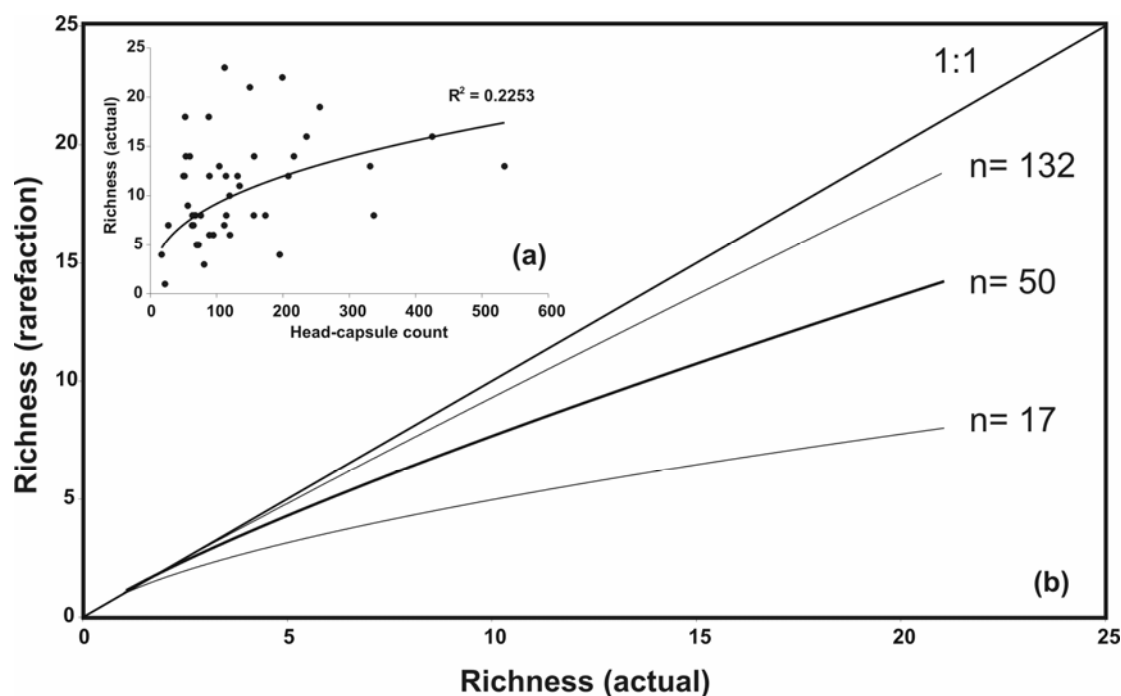 25
20
15
10
5
0
Richness (rarefaction)
25
20
15
10
5
0
Richness (actual)
R² = 0.2253
(a)
0 100 200 300 400 500 600
Head-capsule count
1:1
n= 132
n= 50
n= 17
(b)
0 5 10 15 20 25
Richness (actual)